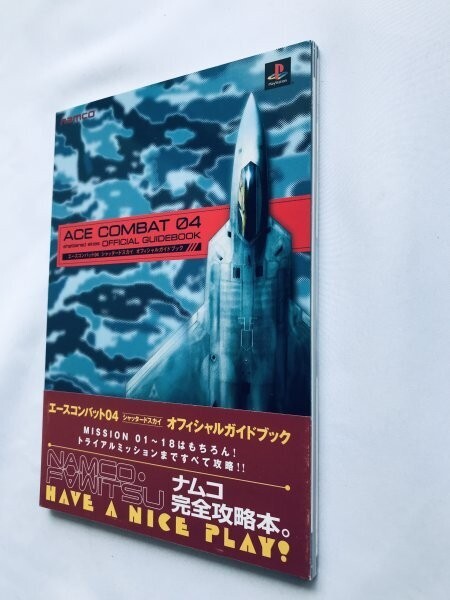 NAMCO
PlayStation
ACE COMBAT 04
shattered skies OFFICIAL GUIDEBOOK
エースコンバット04 シャッタードスカイ オフィシャルガイドブック
エースコンバット04 シャッタードスカイ オフィシャルガイドブック
MISSION 01〜18はもちろん!
トライアルミッションまですべて攻略!!
NAMCO・
FAMITSU
ナムコ
完全攻略本。
HAVE A NICE PLAY!